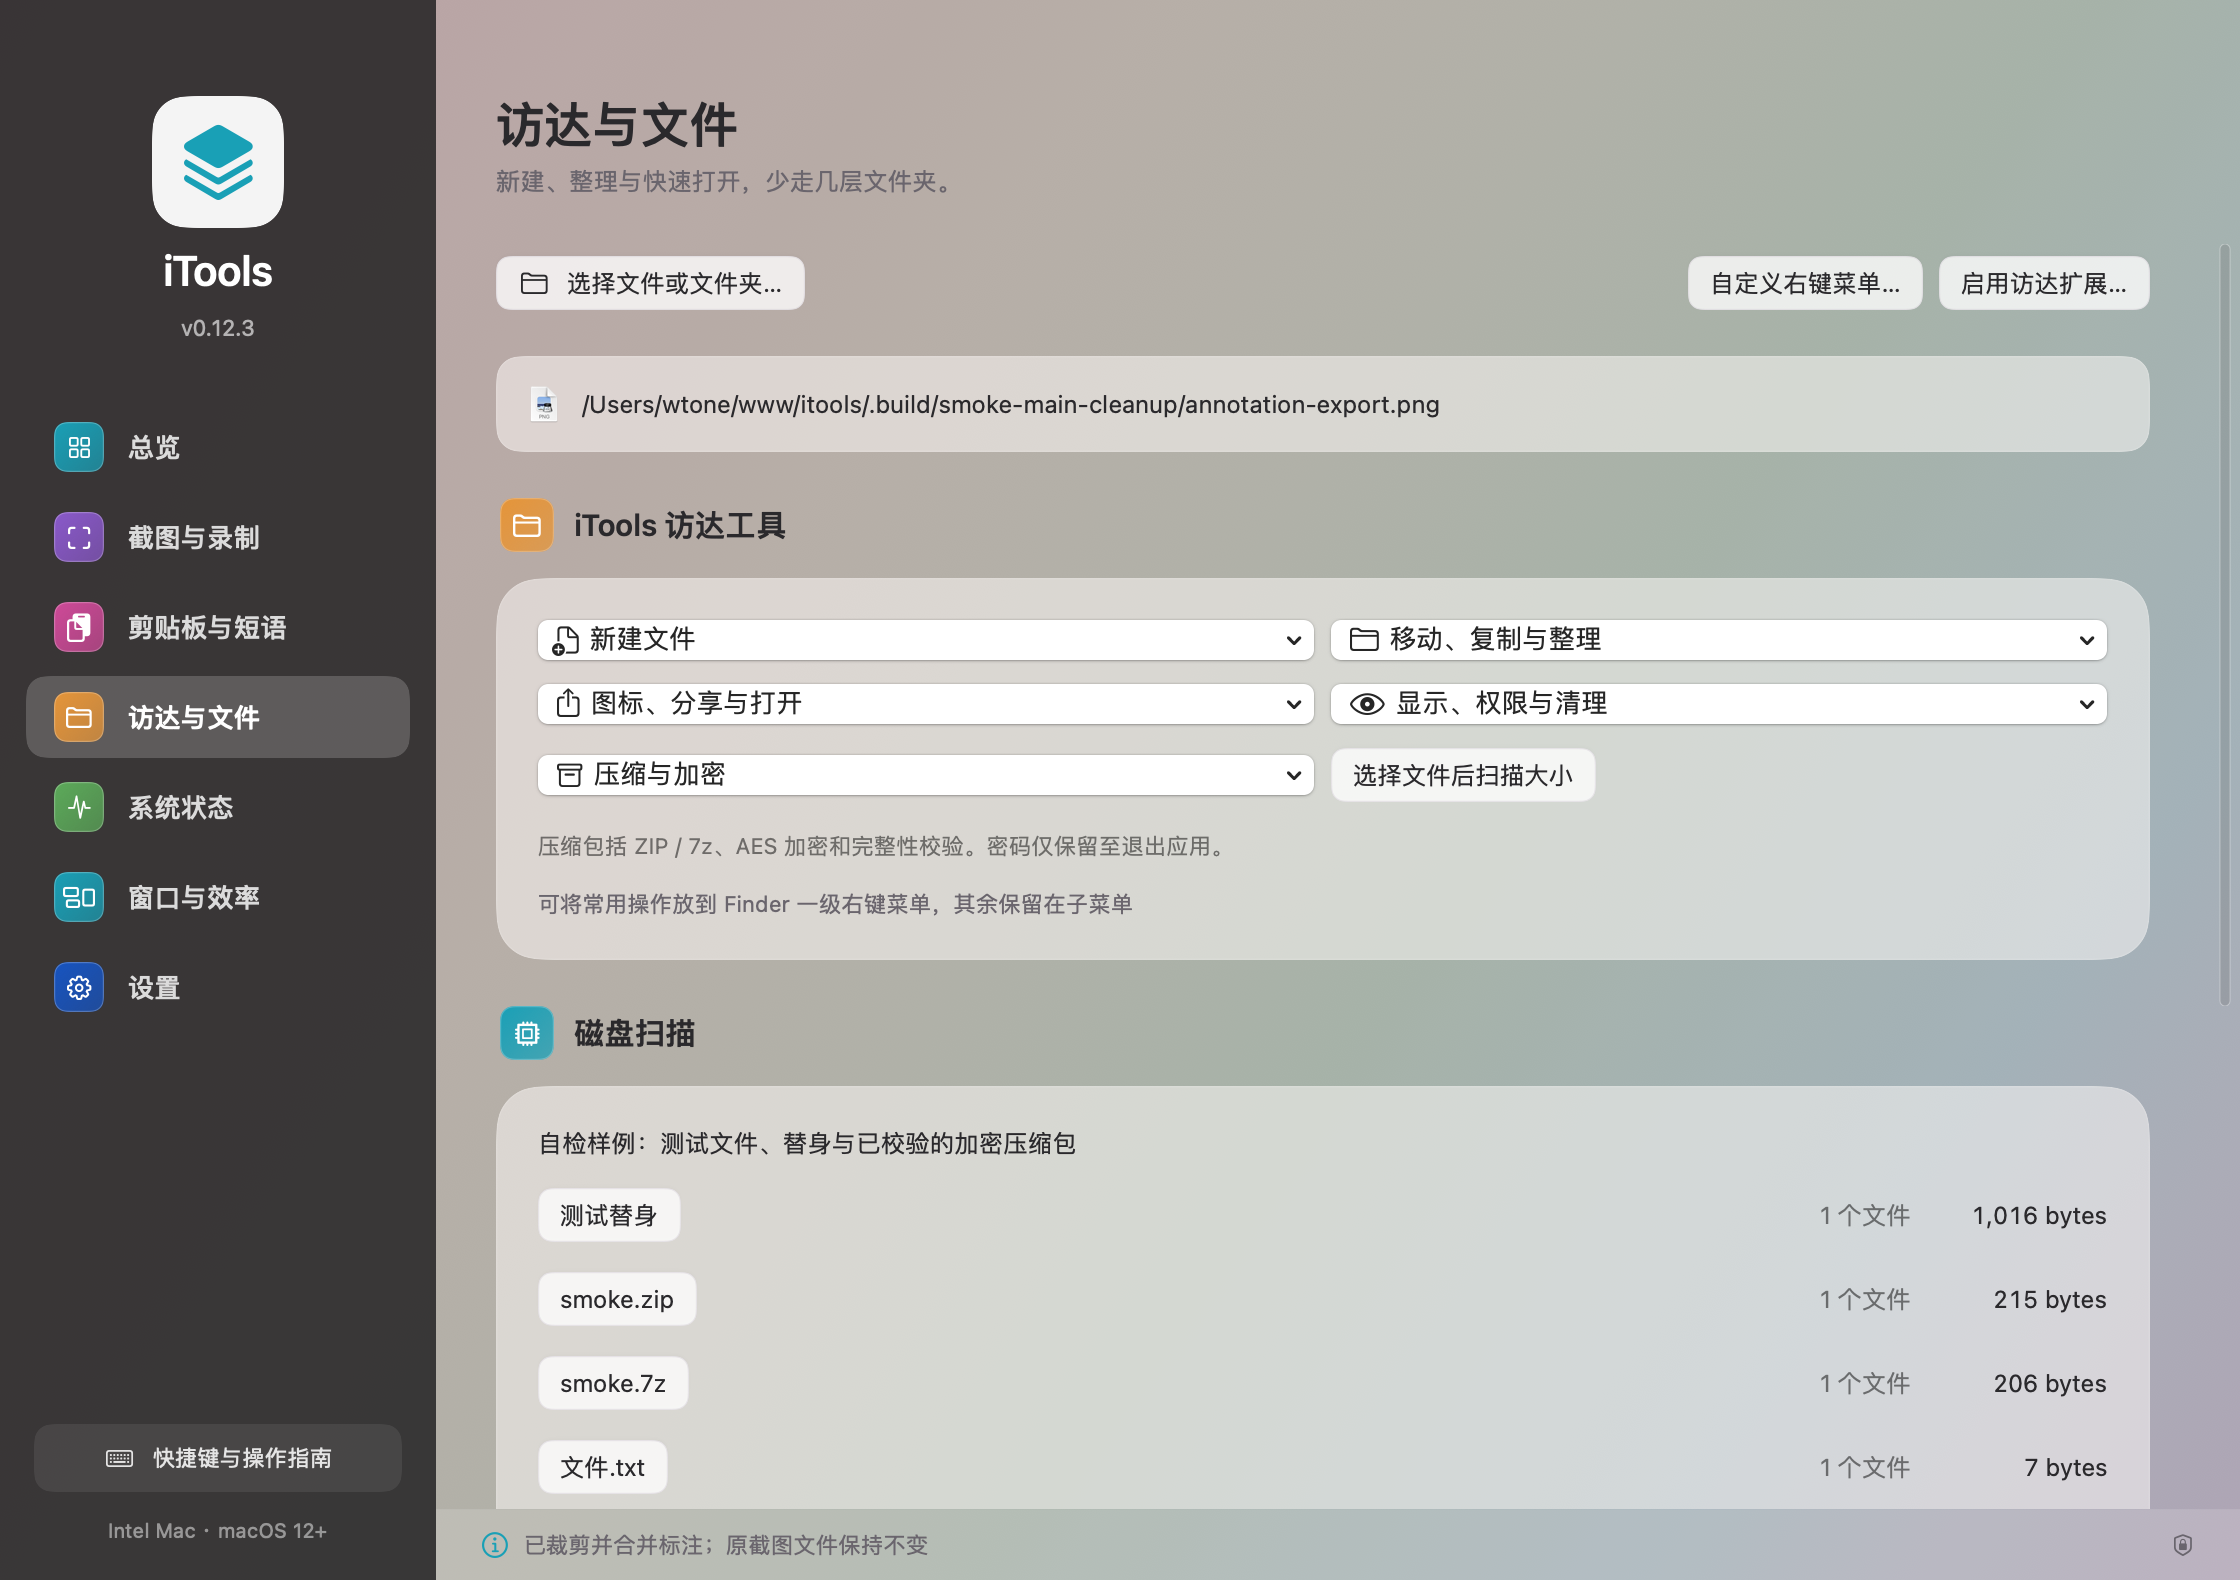 iTools
v0.12.3
总览
截图与录制
剪贴板与短语
访达与文件
系统状态
窗口与效率
设置
快捷键与操作指南
Intel Mac · macOS 12+
访达与文件
新建、整理与快速打开，少走几层文件夹。
选择文件或文件夹...
自定义右键菜单...
启用访达扩展...
PNG
/Users/wtone/www/itools/.build/smoke-main-cleanup/annotation-export.png
iTools 访达工具
新建文件
移动、复制与整理
图标、分享与打开
显示、权限与清理
压缩与加密
选择文件后扫描大小
压缩包括 ZIP / 7z、AES 加密和完整性校验。密码仅保留至退出应用。
可将常用操作放到 Finder 一级右键菜单，其余保留在子菜单
磁盘扫描
自检样例：测试文件、替身与已校验的加密压缩包
测试替身 1 个文件 1,016 bytes
smoke.zip 1 个文件 215 bytes
smoke.7z 1 个文件 206 bytes
文件.txt 1 个文件 7 bytes
已裁剪并合并标注；原截图文件保持不变